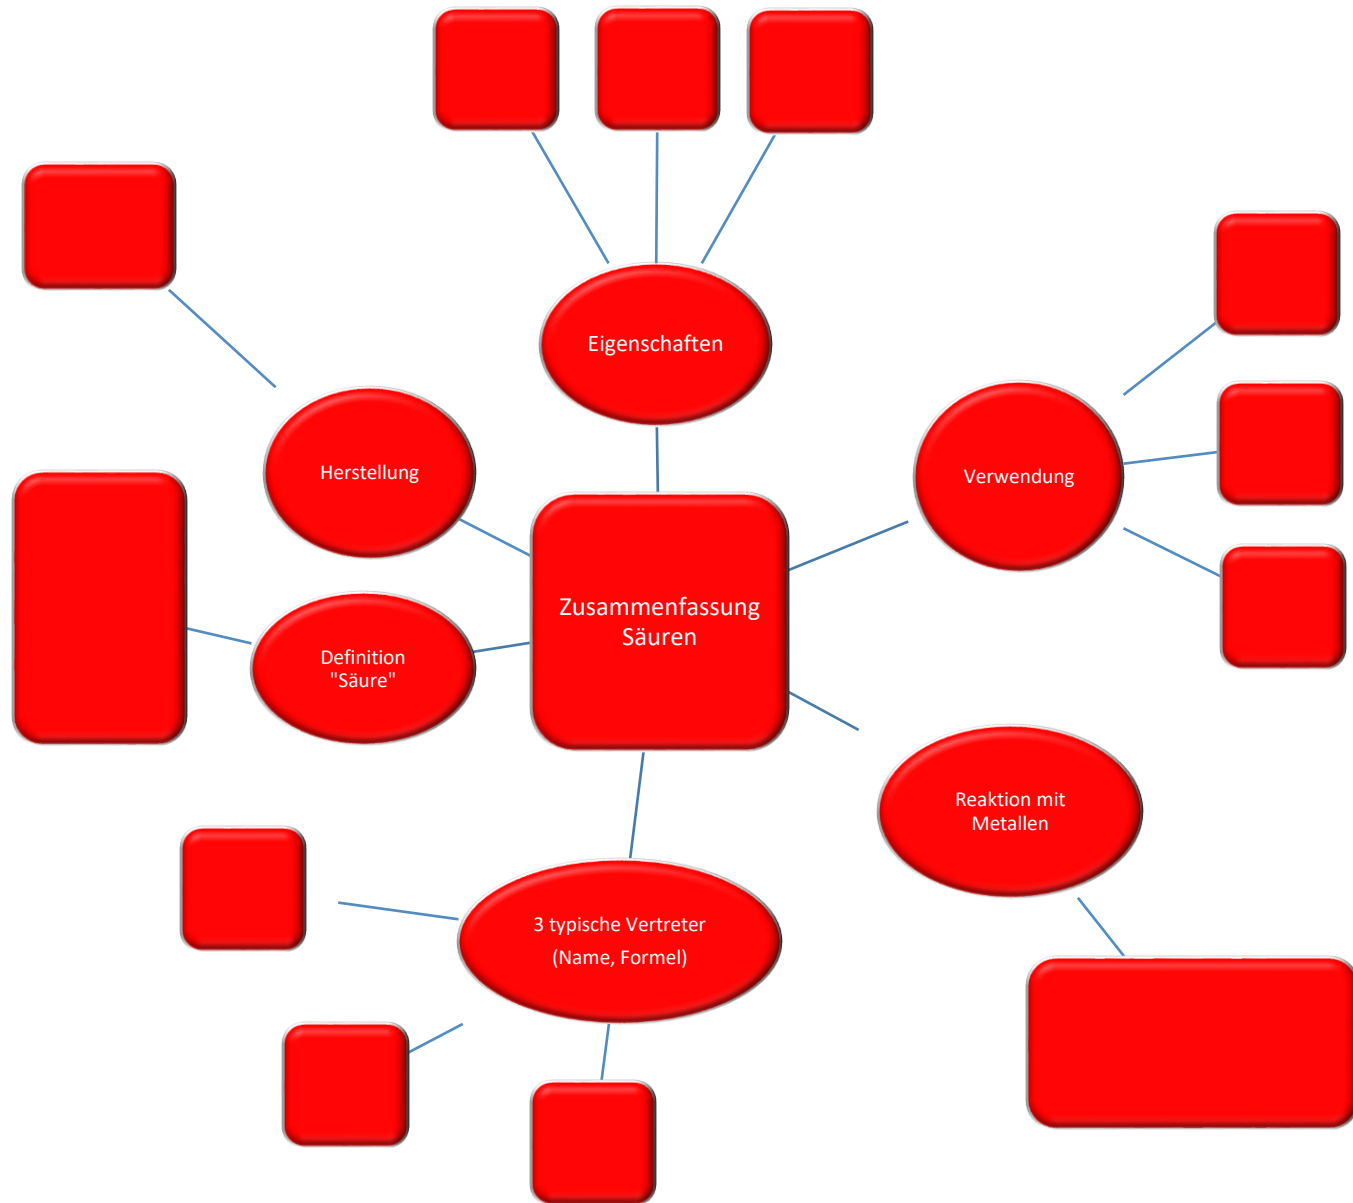 Eigenschaften
Herstellung
Verwendung
Zusammenfassung
Säuren
Definition
"Säure"
Reaktion mit
Metallen
3 typische Vertreter
(Name, Formel)